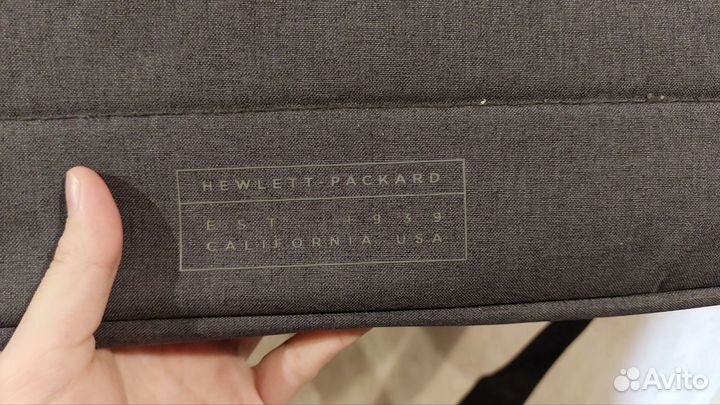 HEWLETT-PACKARD
EST. 1939
CALIFORNIA, USA
Avito